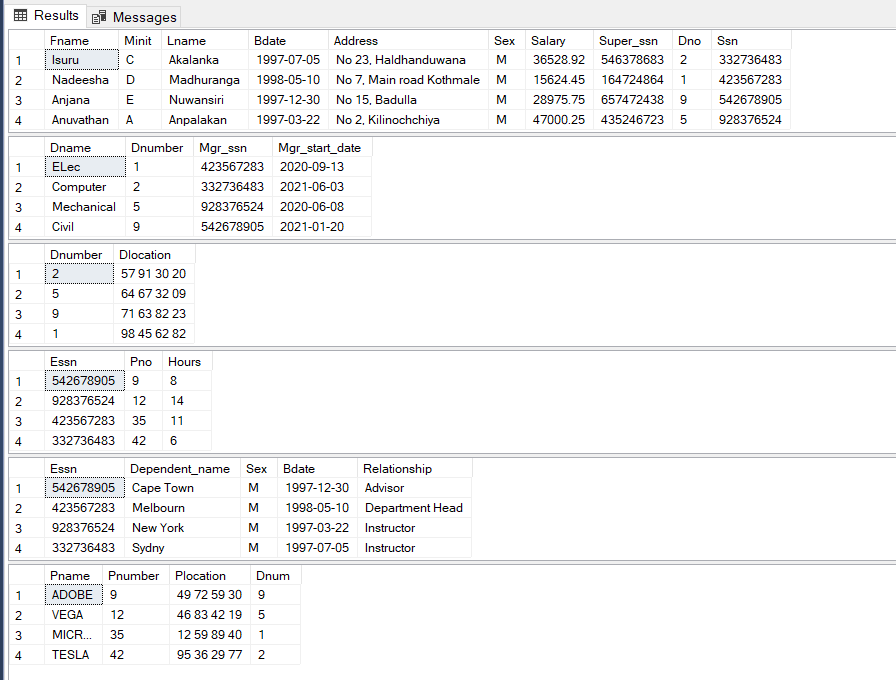 Results Messages
Fname Minit Lname Bdate Address Sex Salary Super_ssn Dno Ssn
1 Isuru C Akalanka 1997-07-05 No 23, Haldhanduwana M 36528.92 546378683 2 332736483
2 Nadeesha D Madhuranga 1998-05-10 No 7, Main road Kothmale M 15624.45 164724864 1 423567283
3 Anjana E Nuwansiri 1997-12-30 No 15, Badulla M 28975.75 657472438 9 542678905
4 Anuvathan A Anpalakan 1997-03-22 No 2, Kilinochchiya M 47000.25 435246723 5 928376524
Dname Dnumber Mgr_ssn Mgr_start_date
1 ELec 1 423567283 2020-09-13
2 Computer 2 332736483 2021-06-03
3 Mechanical 5 928376524 2020-06-08
4 Civil 9 542678905 2021-01-20
Dnumber Dlocation
1 2 57 91 30 20
2 5 64 67 32 09
3 9 71 63 82 23
4 1 98 45 62 82
Essn Pno Hours
1 542678905 9 8
2 928376524 12 14
3 423567283 35 11
4 332736483 42 6
Essn Dependent_name Sex Bdate Relationship
1 542678905 Cape Town M 1997-12-30 Advisor
2 423567283 Melbourn M 1998-05-10 Department Head
3 928376524 New York M 1997-03-22 Instructor
4 332736483 Sydny M 1997-07-05 Instructor
Pname Pnumber Plocation Dnum
1 ADOBE 9 49 72 59 30 9
2 VEGA 12 46 83 42 19 5
3 MICR... 35 12 59 89 40 1
4 TESLA 42 95 36 29 77 2